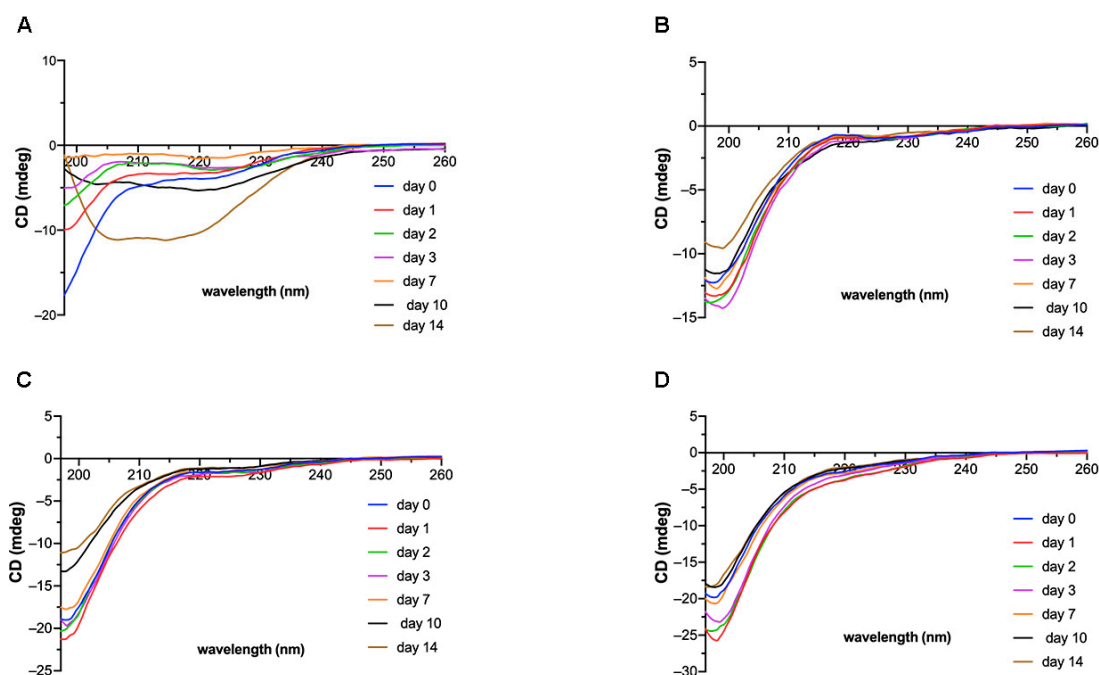 A
10
0
–10
–20
CD (mdeg)
200 210 220 230 240 250 260
wavelength (nm)
day 0
day 1
day 2
day 3
day 7
day 10
day 14
B
5
0
–5
–10
–15
CD (mdeg)
200 210 220 230 240 250 260
wavelength (nm)
day 0
day 1
day 2
day 3
day 7
day 10
day 14
C
5
0
–5
–10
–15
–20
–25
CD (mdeg)
200 210 220 230 240 250 260
wavelength (nm)
day 0
day 1
day 2
day 3
day 7
day 10
day 14
D
5
0
–5
–10
–15
–20
–25
–30
CD (mdeg)
200 210 220 230 240 250 260
wavelength (nm)
day 0
day 1
day 2
day 3
day 7
day 10
day 14